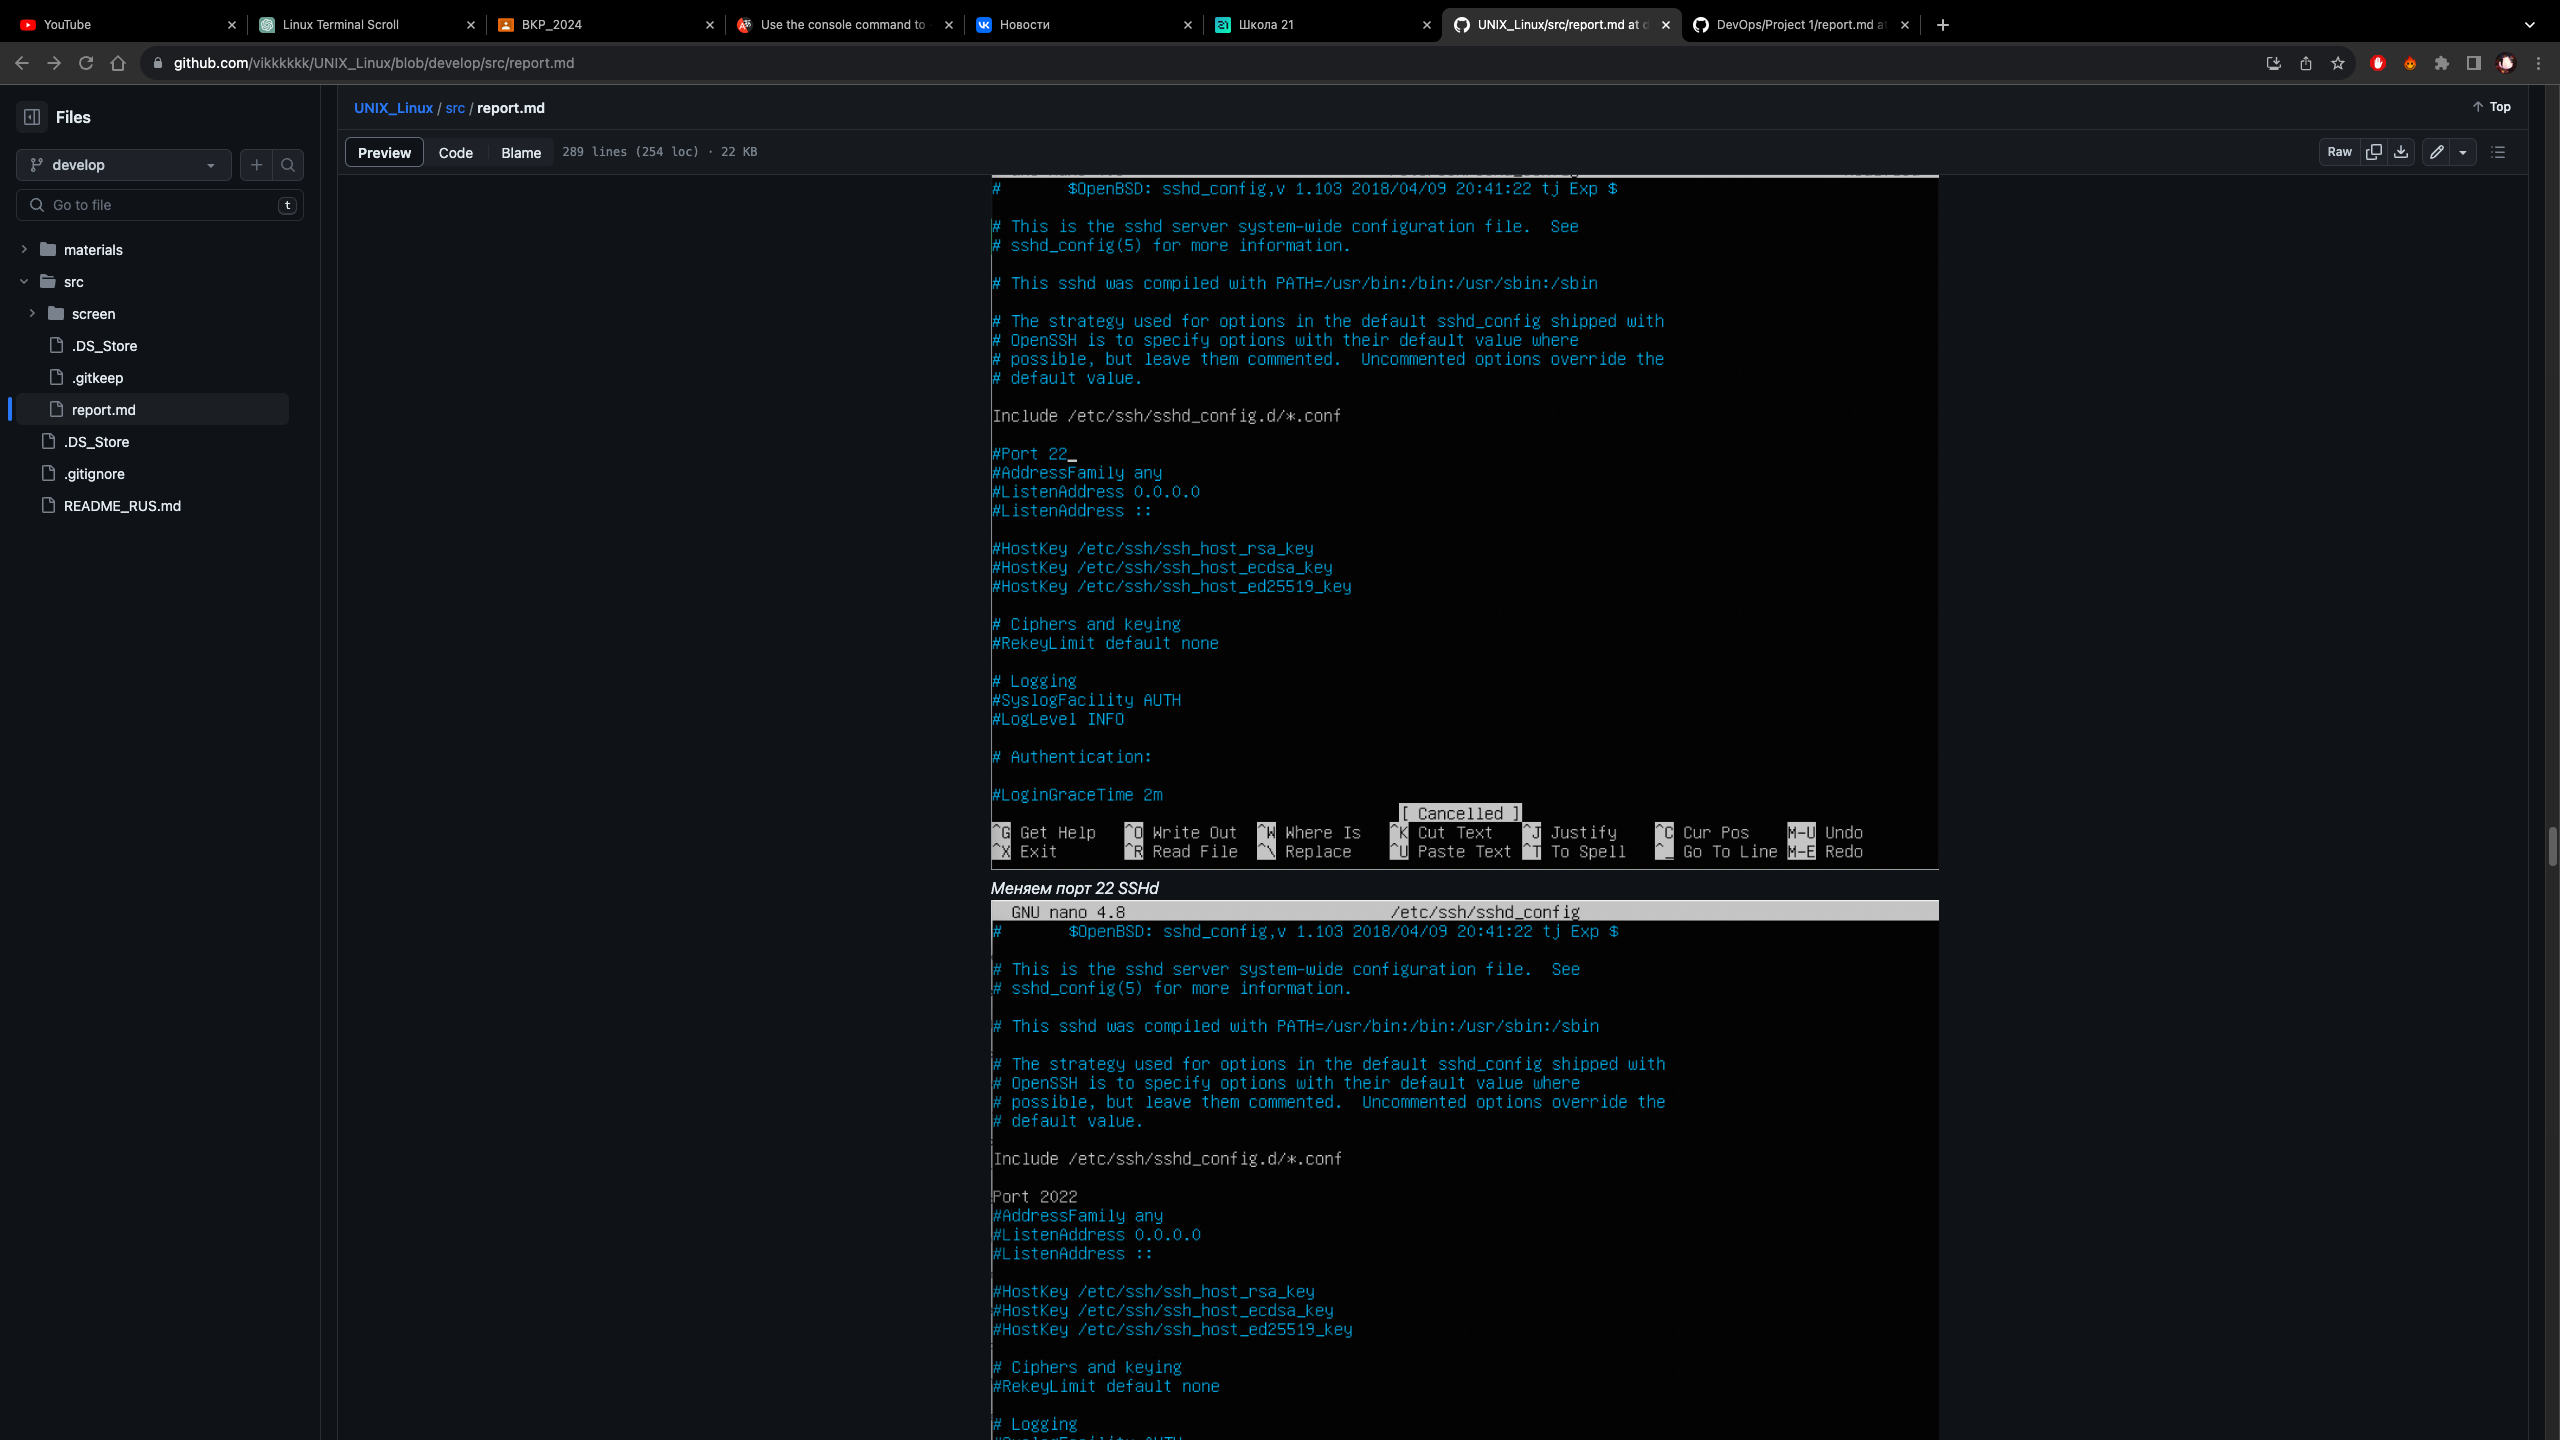 YouTube
Linux Terminal Scroll
ВКР_2024
Use the console command to
Новости
Школа 21
UNIX_Linux/src/report.md at d
DevOps/Project 1/report.md at
github.com/vikkkkkk/UNIX_Linux/blob/develop/src/report.md
Files
UNIX_Linux / src / report.md
Top
develop
Preview Code Blame 289 lines (254 loc) · 22 KB
Raw
Go to file
t
materials
src
screen
.DS_Store
.gitkeep
report.md
.DS_Store
.gitignore
README_RUS.md
# $OpenBSD: sshd_config,v 1.103 2018/04/09 20:41:22 tj Exp $
# This is the sshd server system-wide configuration file. See
# sshd_config(5) for more information.
# This sshd was compiled with PATH=/usr/bin:/bin:/usr/sbin:/sbin
# The strategy used for options in the default sshd_config shipped with
# OpenSSH is to specify options with their default value where
# possible, but leave them commented. Uncommented options override the
# default value.
Include /etc/ssh/sshd_config.d/*.conf
#Port 22_
#AddressFamily any
#ListenAddress 0.0.0.0
#ListenAddress ::
#HostKey /etc/ssh/ssh_host_rsa_key
#HostKey /etc/ssh/ssh_host_ecdsa_key
#HostKey /etc/ssh/ssh_host_ed25519_key
# Ciphers and keying
#RekeyLimit default none
# Logging
#SyslogFacility AUTH
#LogLevel INFO
# Authentication:
#LoginGraceTime 2m
[ Cancelled ]
^G Get Help ^O Write Out ^W Where Is ^K Cut Text ^J Justify ^C Cur Pos M-U Undo
^X Exit ^R Read File ^\ Replace ^U Paste Text ^T To Spell ^_ Go To Line M-E Redo
Меняем порт 22 SSHd
GNU nano 4.8 /etc/ssh/sshd_config
# $OpenBSD: sshd_config,v 1.103 2018/04/09 20:41:22 tj Exp $
# This is the sshd server system-wide configuration file. See
# sshd_config(5) for more information.
# This sshd was compiled with PATH=/usr/bin:/bin:/usr/sbin:/sbin
# The strategy used for options in the default sshd_config shipped with
# OpenSSH is to specify options with their default value where
# possible, but leave them commented. Uncommented options override the
# default value.
Include /etc/ssh/sshd_config.d/*.conf
Port 2022
#AddressFamily any
#ListenAddress 0.0.0.0
#ListenAddress ::
#HostKey /etc/ssh/ssh_host_rsa_key
#HostKey /etc/ssh/ssh_host_ecdsa_key
#HostKey /etc/ssh/ssh_host_ed25519_key
# Ciphers and keying
#RekeyLimit default none
# Logging